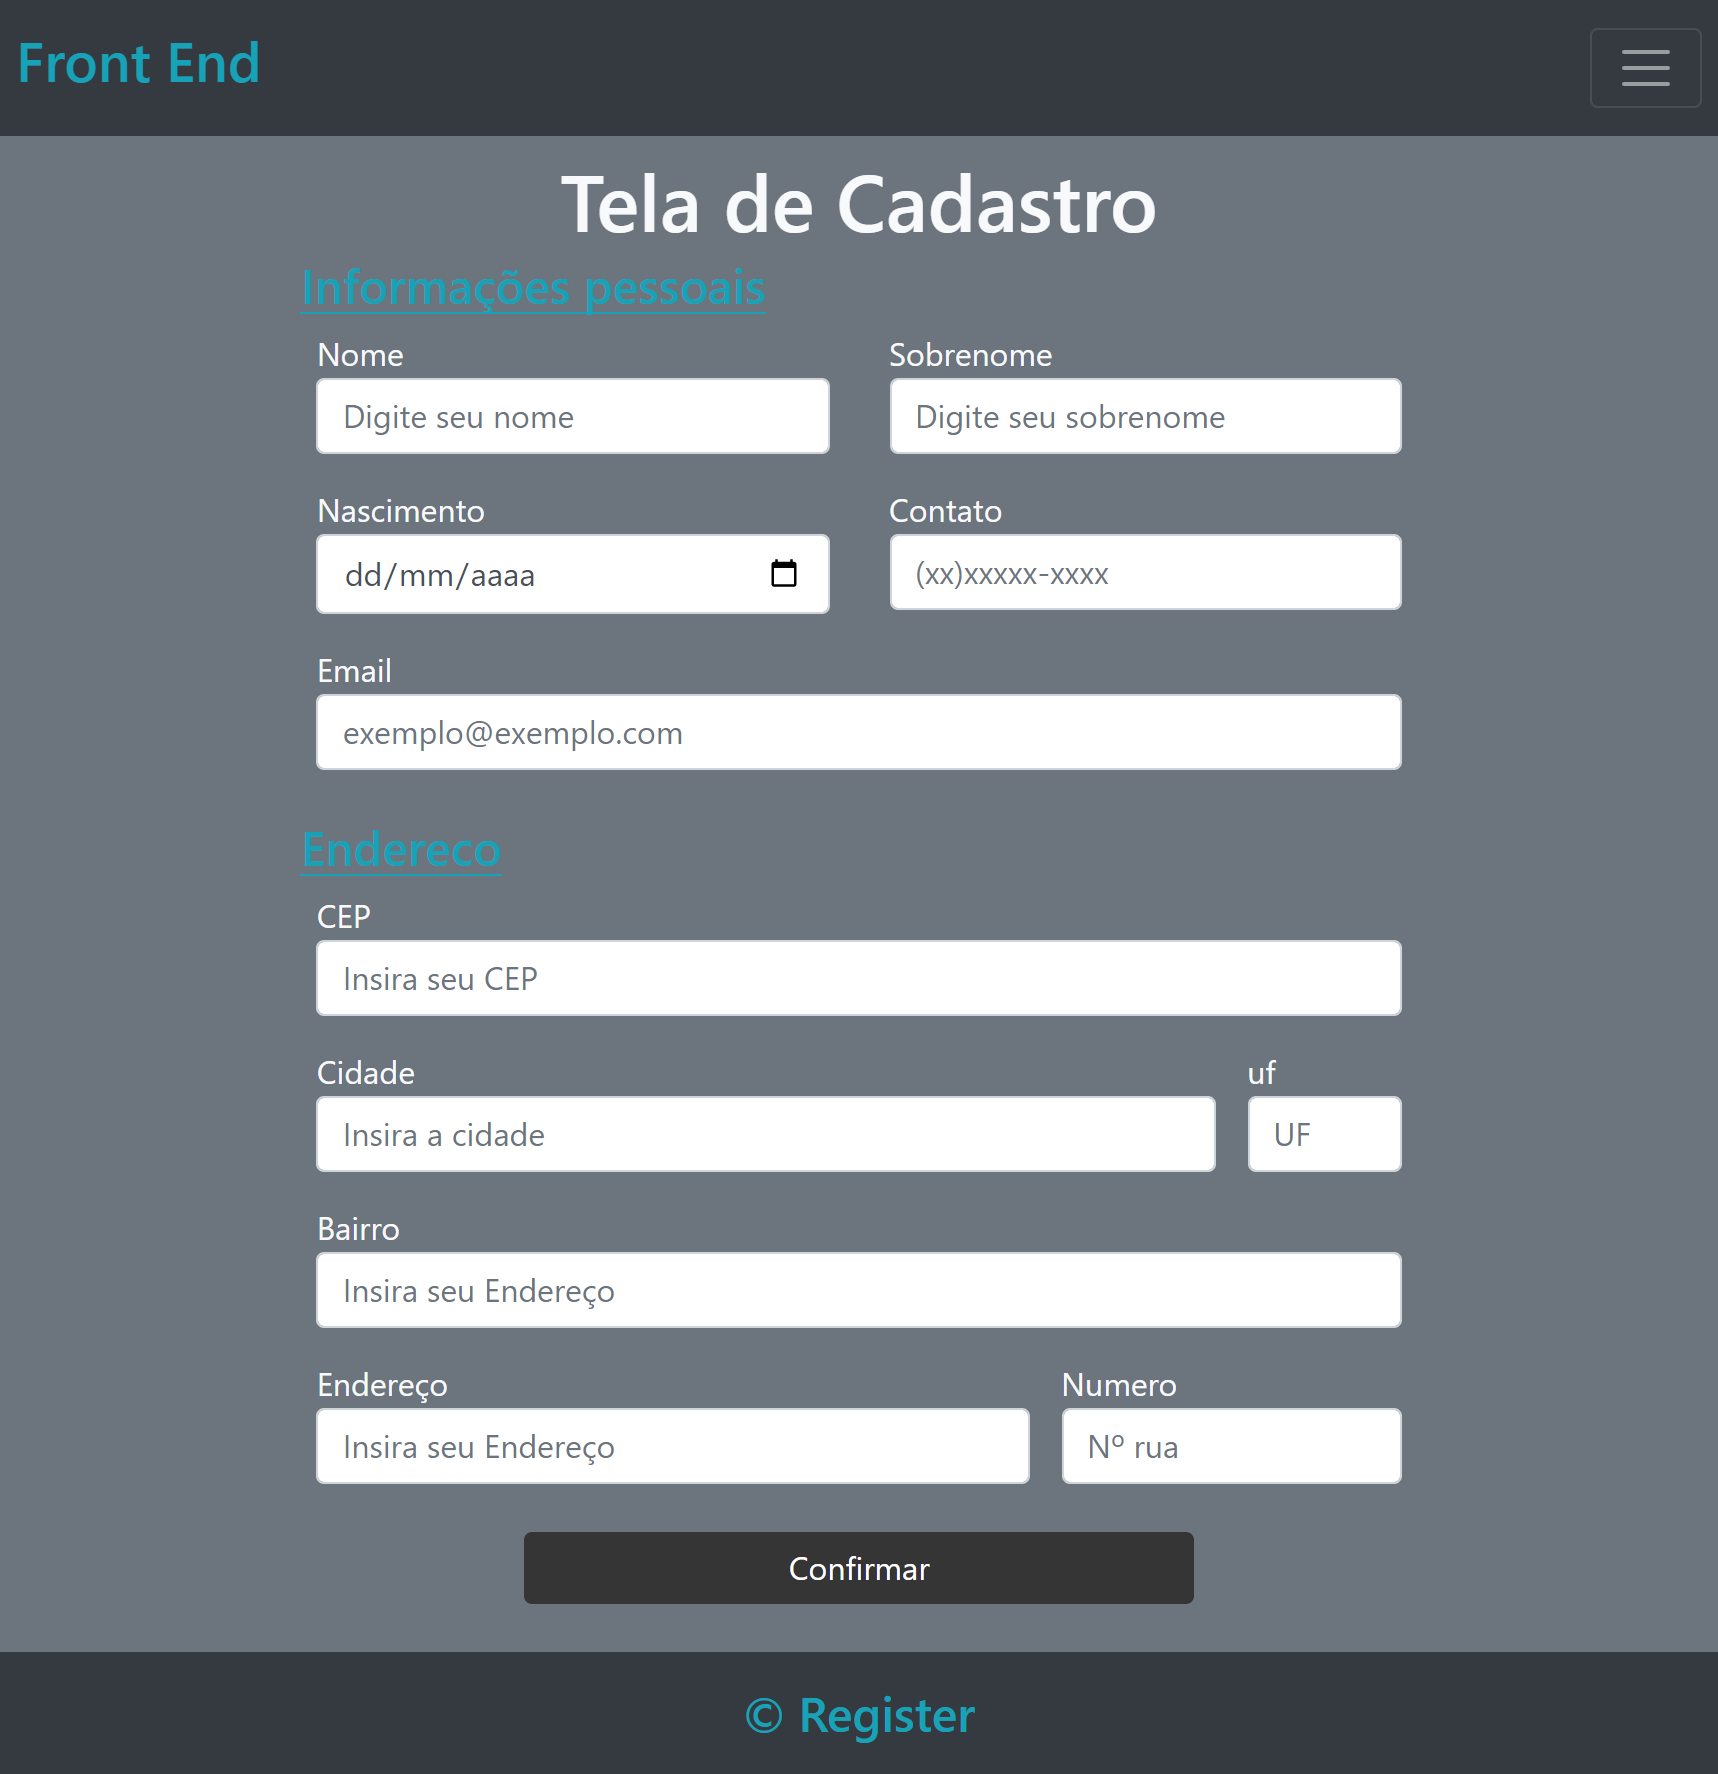 Front End
Tela de Cadastro
Informações pessoais
Nome Sobrenome
Digite seu nome Digite seu sobrenome
Nascimento Contato
dd/mm/aaaa (xx)xxxxx-xxxx
Email
exemplo@exemplo.com
Endereco
CEP
Insira seu CEP
Cidade uf
Insira a cidade UF
Bairro
Insira seu Endereço
Endereço Numero
Insira seu Endereço Nº rua
Confirmar
© Register